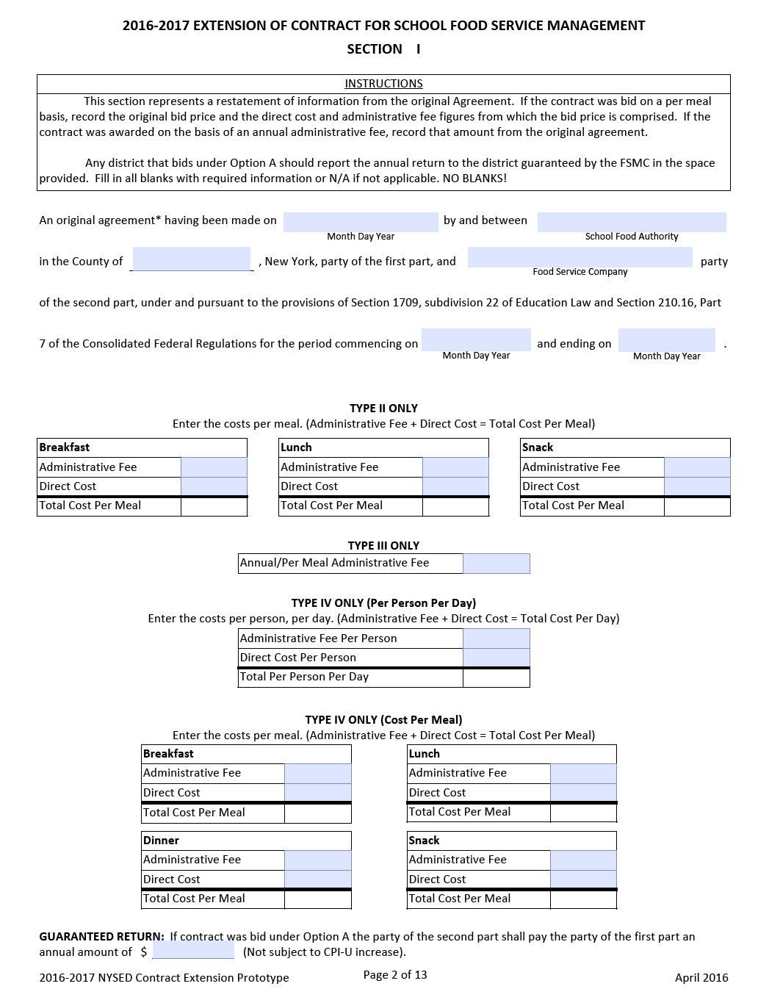 2016-2017 EXTENSION OF CONTRACT FOR SCHOOL FOOD SERVICE MANAGEMENT
SECTION I
INSTRUCTIONS
This section represents a restatement of information from the original Agreement. If the contract was bid on a per meal
basis, record the original bid price and the direct cost and administrative fee figures from which the bid price is comprised. If the
contract was awarded on the basis of an annual administrative fee, record that amount from the original agreement.
Any district that bids under Option A should report the annual return to the district guaranteed by the FSMC in the space
provided. Fill in all blanks with required information or N/A if not applicable. NO BLANKS!
An original agreement* having been made on by and between
Month Day Year School Food Authority
in the County of , New York, party of the first part, and party
Food Service Company
of the second part, under and pursuant to the provisions of Section 1709, subdivision 22 of Education Law and Section 210.16, Part
7 of the Consolidated Federal Regulations for the period commencing on and ending on .
Month Day Year Month Day Year
TYPE II ONLY
Enter the costs per meal. (Administrative Fee + Direct Cost = Total Cost Per Meal)
Breakfast Lunch Snack
Administrative Fee Administrative Fee Administrative Fee
Direct Cost Direct Cost Direct Cost
Total Cost Per Meal Total Cost Per Meal Total Cost Per Meal
TYPE III ONLY
Annual/Per Meal Administrative Fee
TYPE IV ONLY (Per Person Per Day)
Enter the costs per person, per day. (Administrative Fee + Direct Cost = Total Cost Per Day)
Administrative Fee Per Person
Direct Cost Per Person
Total Per Person Per Day
TYPE IV ONLY (Cost Per Meal)
Enter the costs per meal. (Administrative Fee + Direct Cost = Total Cost Per Meal)
Breakfast Lunch
Administrative Fee Administrative Fee
Direct Cost Direct Cost
Total Cost Per Meal Total Cost Per Meal
Dinner Snack
Administrative Fee Administrative Fee
Direct Cost Direct Cost
Total Cost Per Meal Total Cost Per Meal
GUARANTEED RETURN: If contract was bid under Option A the party of the second part shall pay the party of the first part an
annual amount of $ (Not subject to CPI-U increase).
2016-2017 NYSED Contract Extension Prototype Page 2 of 13 April 2016